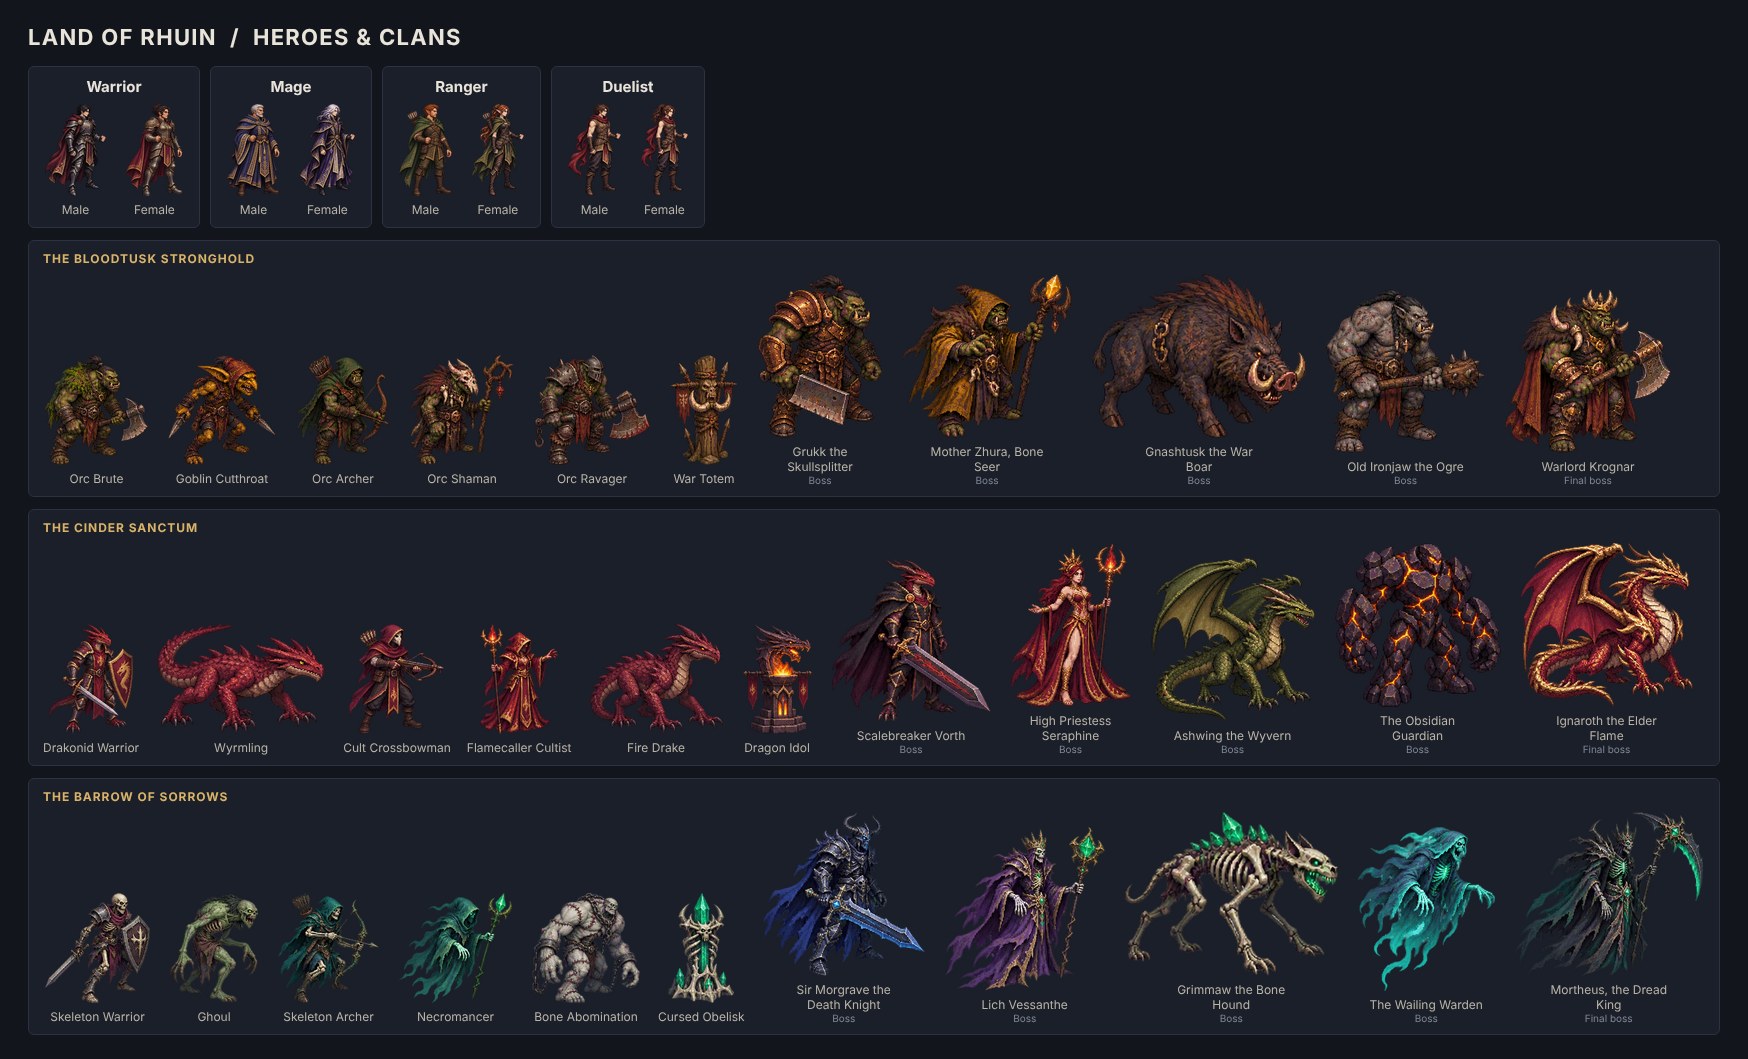 LAND OF RHUIN / HEROES & CLANS
Warrior
Male
Female
Mage
Male
Female
Ranger
Male
Female
Duelist
Male
Female
THE BLOODTUSK STRONGHOLD
Orc Brute
Goblin Cutthroat
Orc Archer
Orc Shaman
Orc Ravager
War Totem
Grukk the
Skullsplitter
Boss
Mother Zhura, Bone
Seer
Boss
Gnashtusk the War
Boar
Boss
Old Ironjaw the Ogre
Boss
Warlord Krognar
Final boss
THE CINDER SANCTUM
Drakonid Warrior
Wyrmling
Cult Crossbowman
Flamecaller Cultist
Fire Drake
Dragon Idol
Scalebreaker Vorth
Boss
High Priestess
Seraphine
Boss
Ashwing the Wyvern
Boss
The Obsidian
Guardian
Boss
Ignaroth the Elder
Flame
Final boss
THE BARROW OF SORROWS
Skeleton Warrior
Ghoul
Skeleton Archer
Necromancer
Bone Abomination
Cursed Obelisk
Sir Morgrave the
Death Knight
Boss
Lich Vessanthe
Boss
Grimmaw the Bone
Hound
Boss
The Wailing Warden
Boss
Mortheus, the Dread
King
Final boss